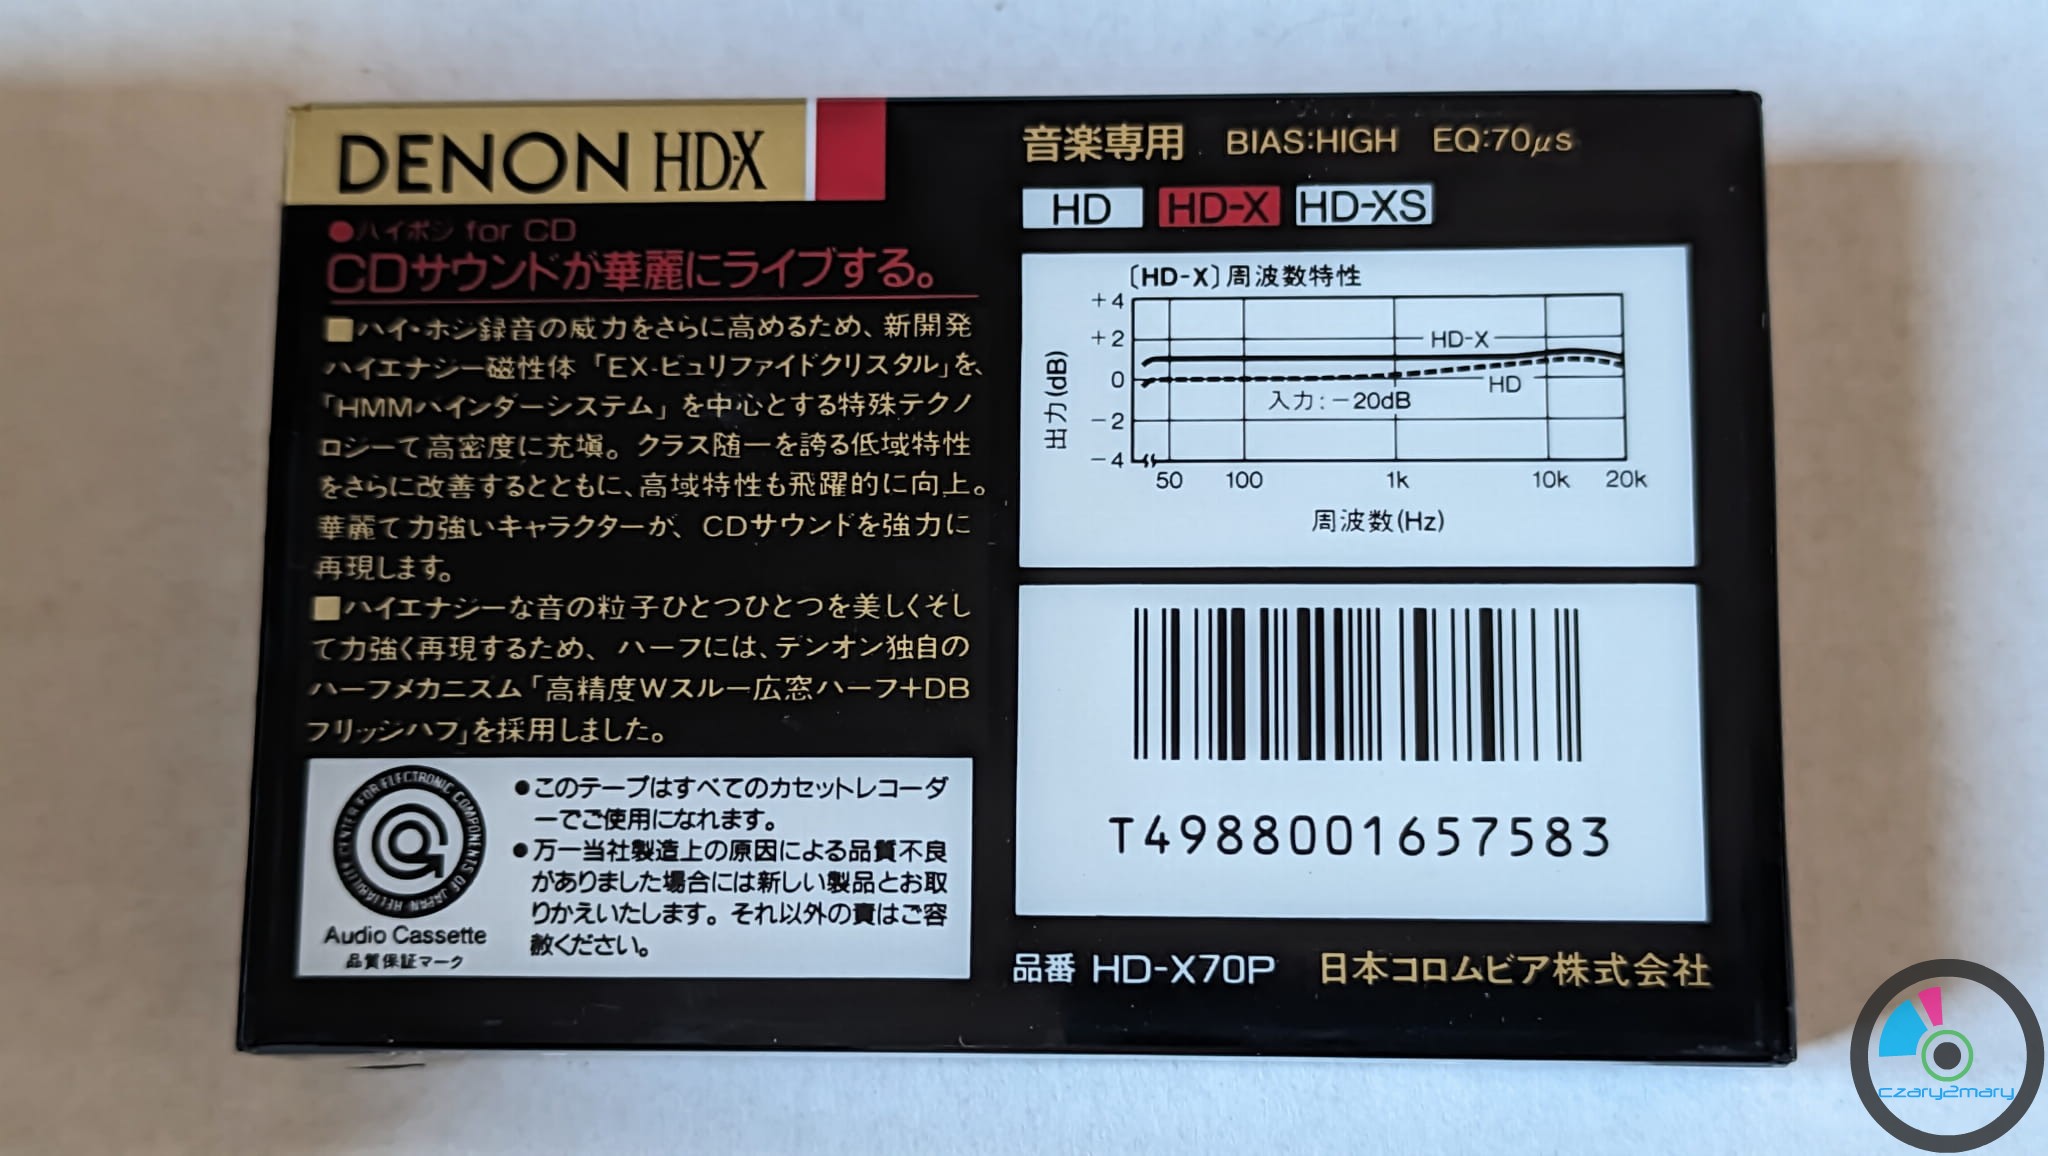 DENON HD-X
●ハイポジ for CD
CDサウンドが華麗にライブする。
■ハイ・ポジ録音の威力をさらに高めるため、新開発
ハイエナジー磁性体「EX-ピュリファイドクリスタル」を、
「HMMハインダーシステム」を中心とする特殊テクノ
ロジーで高密度に充塡。クラス随一を誇る低域特性
をさらに改善するとともに、高域特性も飛躍的に向上。
華麗で力強いキャラクターが、CDサウンドを強力に
再現します。
■ハイエナジーな音の粒子ひとつひとつを美しくそし
て力強く再現するため、ハーフには、デンオン独自の
ハーフメカニズム「高精度Wスルー広窓ハーフ+DB
フリッジハブ」を採用しました。
RELIABILITY CENTER FOR ELECTRONIC COMPONENTS OF JAPAN
Audio Cassette
品質保証マーク
●このテープはすべてのカセットレコーダ
ーでご使用になれます。
●万一当社製造上の原因による品質不良
がありました場合には新しい製品とお取
りかえいたします。それ以外の責はご容
赦ください。
音楽専用 BIAS:HIGH EQ:70μs
HD HD-X HD-XS
〔HD-X〕周波数特性
+4
+2
0
-2
-4
出力(dB)
HD-X
HD
入力:-20dB
50 100 1k 10k 20k
周波数(Hz)
T4988001657583
品番 HD-X70P 日本コロムビア株式会社
czary2mary